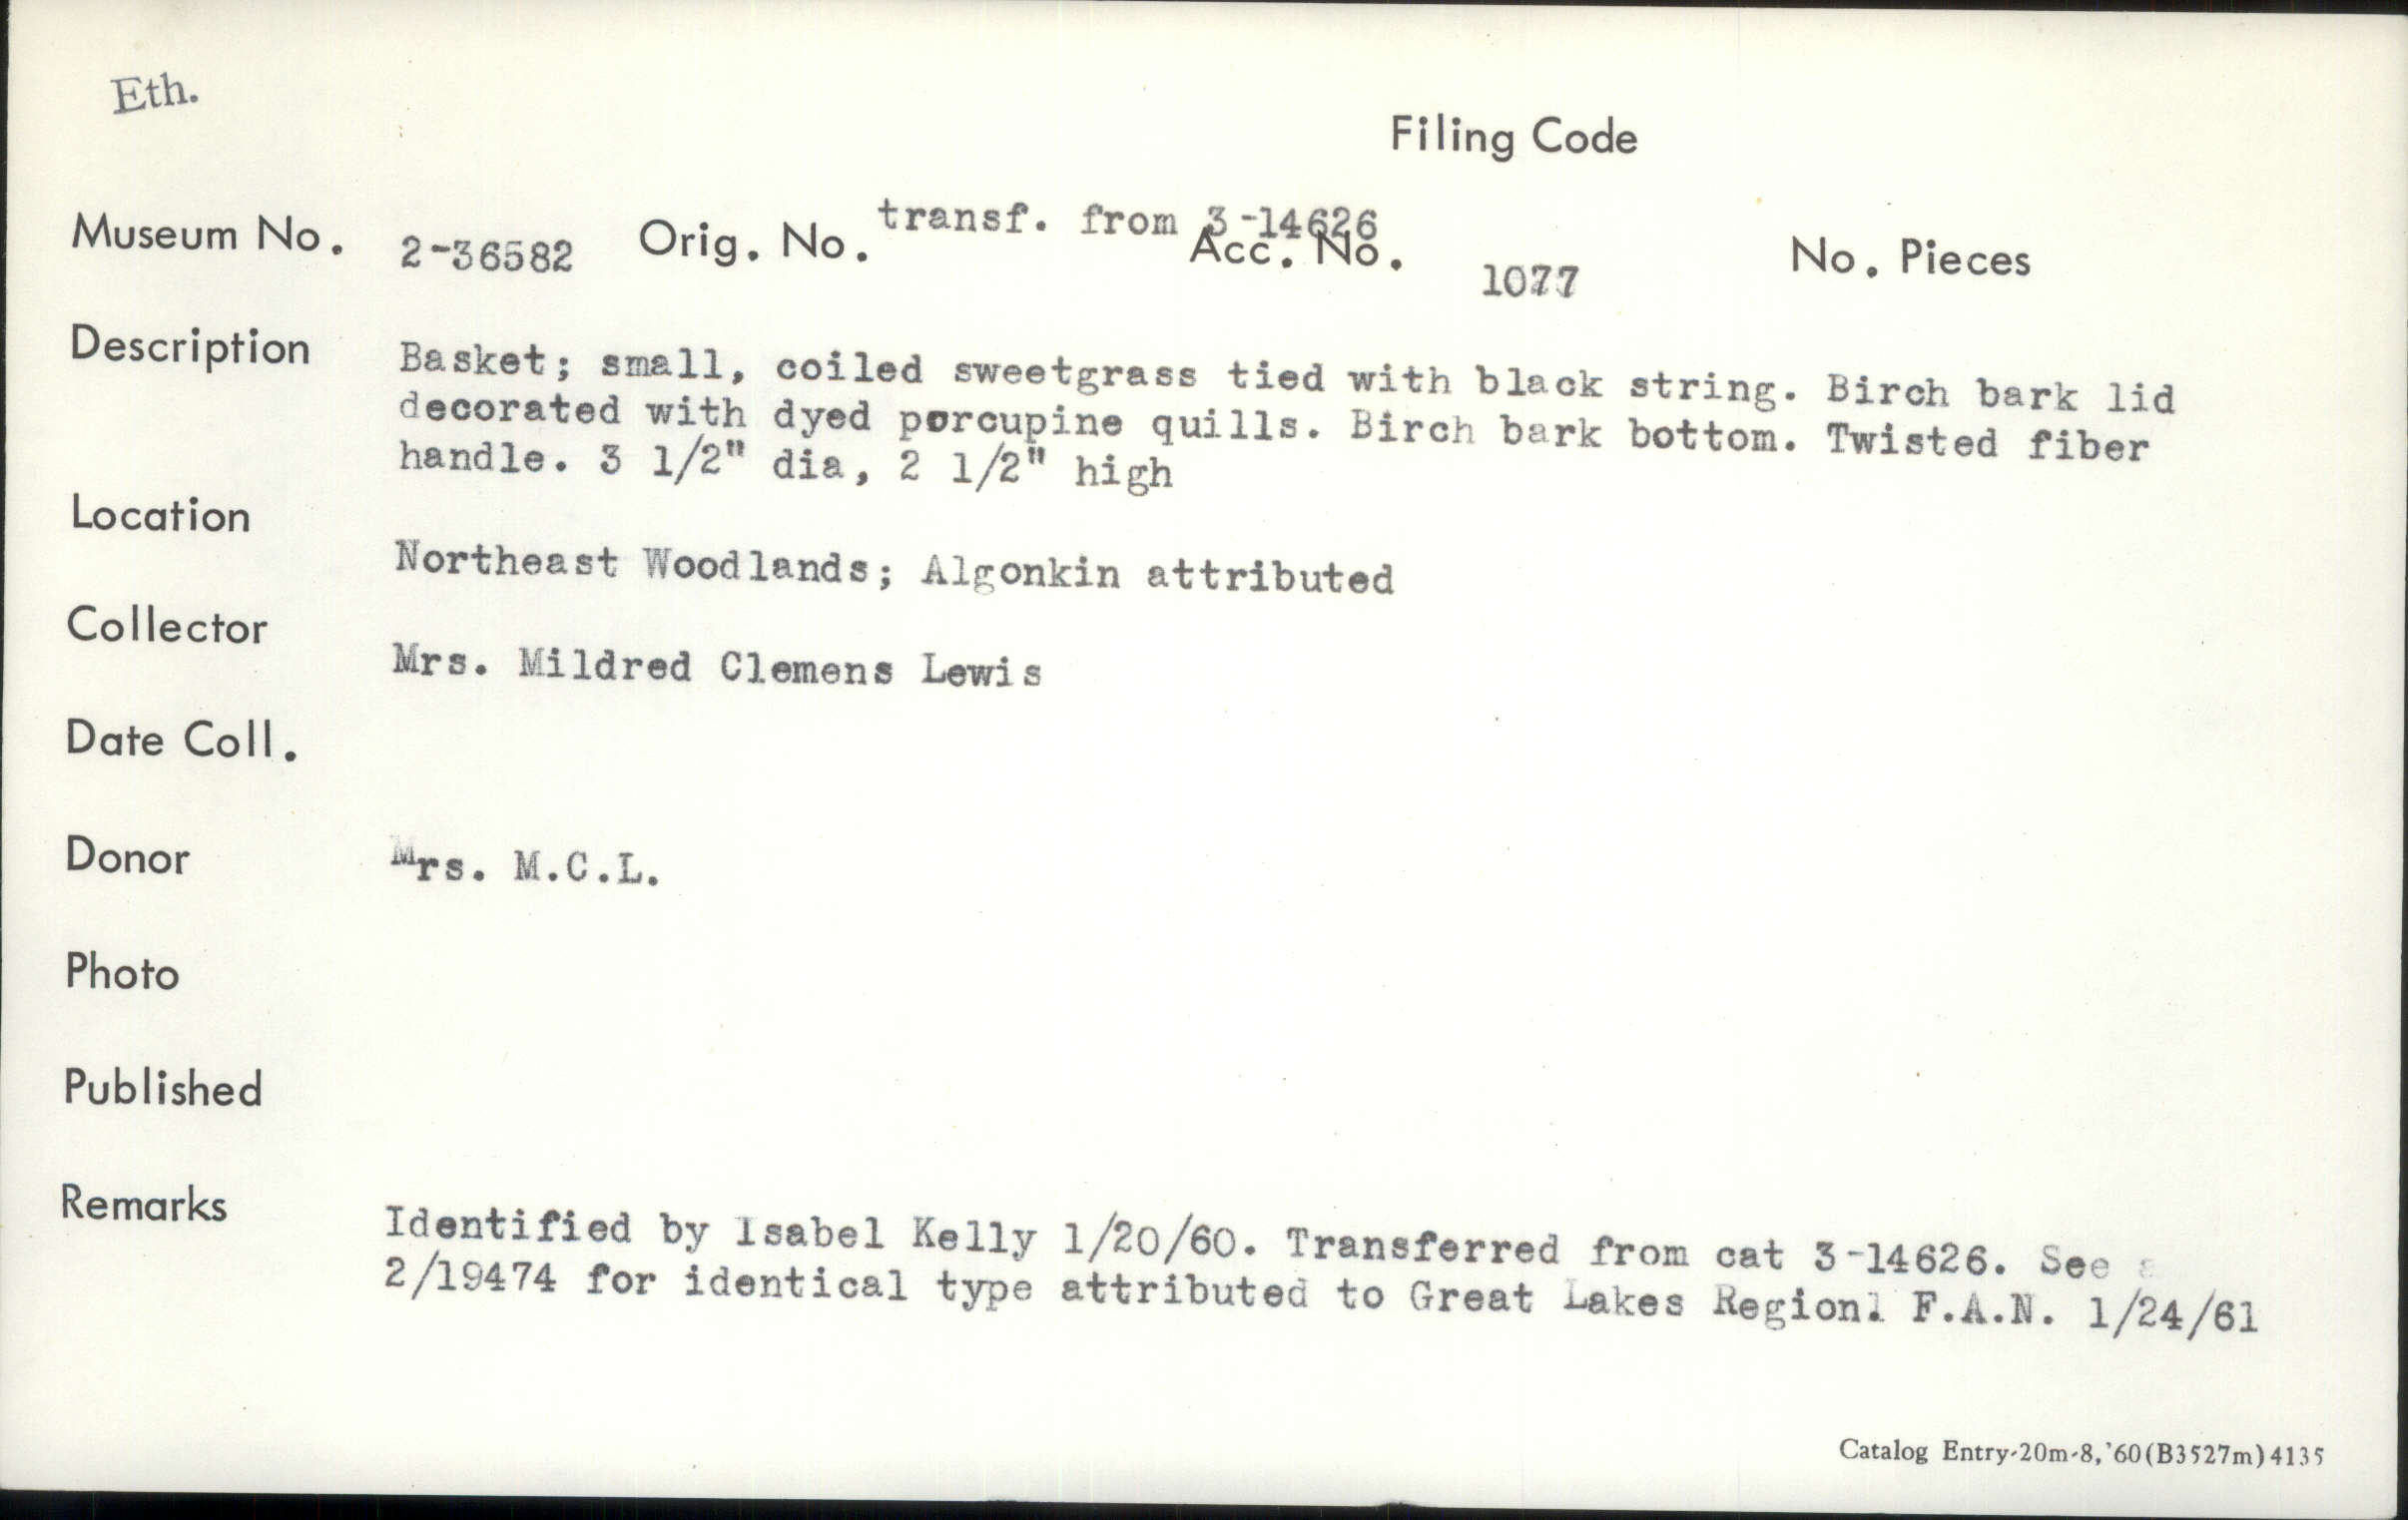 Eth.
Filing Code
Museum No. 2-36582 Orig. No. transf. from 3-14626 Acc. No. 1077 No. Pieces
Description Basket; small, coiled sweetgrass tied with black string. Birch bark lid
decorated with dyed porcupine quills. Birch bark bottom. Twisted fiber
handle. 3 1/2" dia, 2 1/2" high
Location
Northeast Woodlands; Algonkin attributed
Collector
Mrs. Mildred Clemens Lewis
Date Coll.
Donor Mrs. M.C.L.
Photo
Published
Remarks
Identified by Isabel Kelly 1/20/60. Transferred from cat 3-14626. See
2/19474 for identical type attributed to Great Lakes Region. F.A.N. 1/24/61
Catalog Entry-20m-8,'60(B3527m)4135